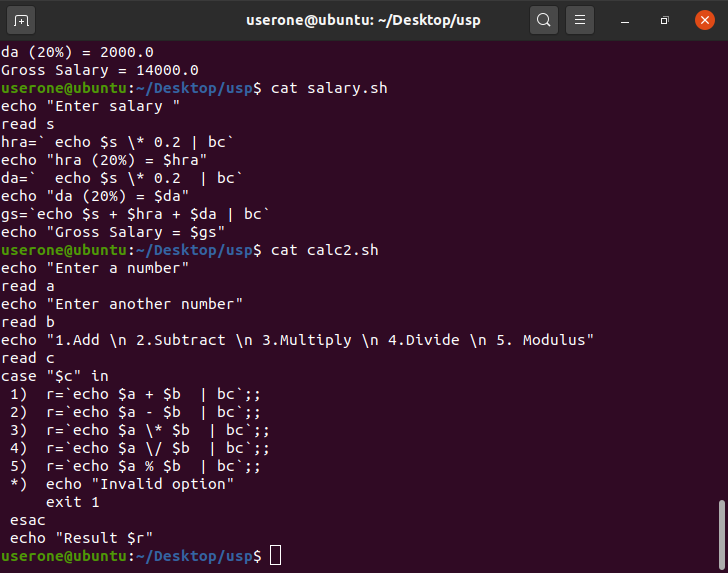 userone@ubuntu: ~/Desktop/usp
da (20%) = 2000.0
Gross Salary = 14000.0
userone@ubuntu:~/Desktop/usp$ cat salary.sh
echo "Enter salary "
read s
hra=` echo $s \* 0.2 | bc`
echo "hra (20%) = $hra"
da=`  echo $s \* 0.2  | bc`
echo "da (20%) = $da"
gs=`echo $s + $hra + $da | bc`
echo "Gross Salary = $gs"
userone@ubuntu:~/Desktop/usp$ cat calc2.sh
echo "Enter a number"
read a
echo "Enter another number"
read b
echo "1.Add \n 2.Subtract \n 3.Multiply \n 4.Divide \n 5. Modulus"
read c
case "$c" in
 1)  r=`echo $a + $b  | bc`;;
 2)  r=`echo $a - $b  | bc`;;
 3)  r=`echo $a \* $b  | bc`;;
 4)  r=`echo $a \/ $b  | bc`;;
 5)  r=`echo $a % $b  | bc`;;
 *)  echo "Invalid option"
     exit 1
 esac
 echo "Result $r"
userone@ubuntu:~/Desktop/usp$